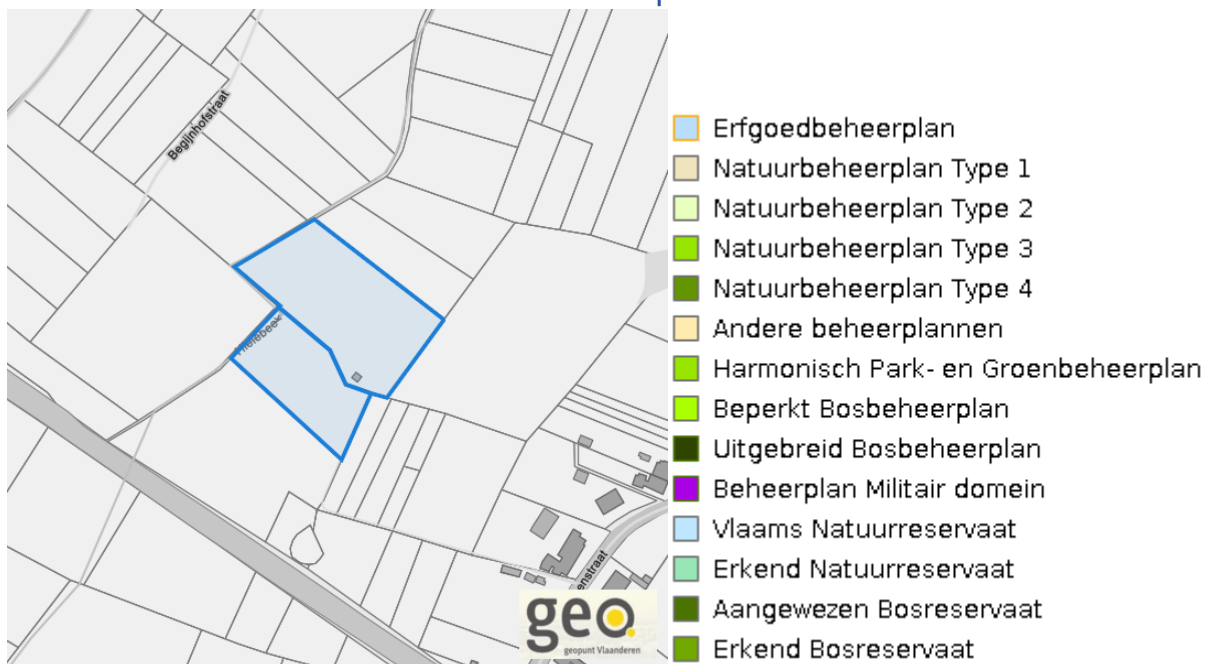 Begijnhofstraat
enstraat
geo.
geopunt Vlaanderen
Erfgoedbeheerplan
Natuurbeheerplan Type 1
Natuurbeheerplan Type 2
Natuurbeheerplan Type 3
Natuurbeheerplan Type 4
Andere beheerplannen
Harmonisch Park- en Groenbeheerplan
Beperkt Bosbeheerplan
Uitgebreid Bosbeheerplan
Beheerplan Militair domein
Vlaams Natuurreservaat
Erkend Natuurreservaat
Aangewezen Bosreservaat
Erkend Bosreservaat